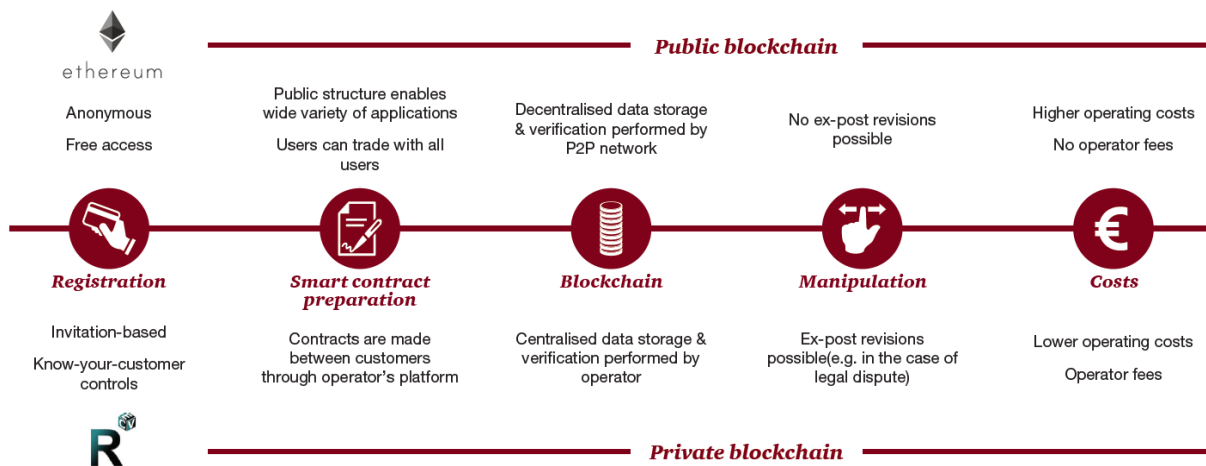 Public blockchain
ethereum
Anonymous
Free access
Public structure enables
wide variety of applications
Users can trade with all
users
Decentralised data storage
& verification performed by
P2P network
No ex-post revisions
possible
Higher operating costs
No operator fees
€
Registration
Smart contract
preparation
Blockchain
Manipulation
Costs
Invitation-based
Know-your-customer
controls
Contracts are made
between customers
through operator's platform
Centralised data storage &
verification performed by
operator
Ex-post revisions
possible(e.g. in the case of
legal dispute)
Lower operating costs
Operator fees
R
Private blockchain